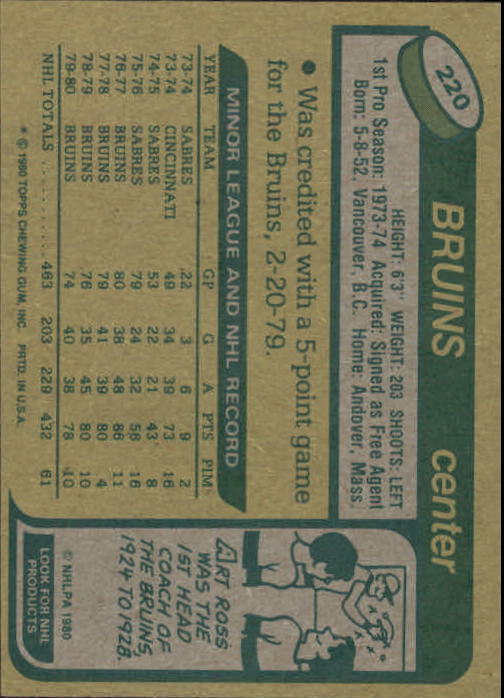 220
BRUINS center
HEIGHT: 6'3" WEIGHT: 203 SHOOTS: LEFT
1st Pro Season: 1973-74 Acquired: Signed as Free Agent
Born: 5-8-52, Vancouver, B.C. Home: Andover, Mass.
● Was credited with a 5-point game
for the Bruins, 2-20-79.
MINOR LEAGUE AND NHL RECORD
YEAR TEAM GP G A PTS PIM
73-74 SABRES 22 3 6 9 2
73-74 CINCINNATI 49 34 39 73 16
74-75 SABRES 53 22 21 43 8
75-76 SABRES 79 24 32 56 16
76-77 BRUINS 80 38 48 86 11
77-78 BRUINS 79 41 39 80 4
78-79 BRUINS 76 35 45 80 10
79-80 BRUINS 74 40 38 78 10
NHL TOTALS .......... 463 203 229 432 61
* © 1980 TOPPS CHEWING GUM, INC. PRTD. IN U.S.A.
ART ROSS
WAS THE
1ST HEAD
COACH OF
THE BRUINS,
1924 TO 1928.
© NHLPA 1980
LOOK FOR NHL
PRODUCTS